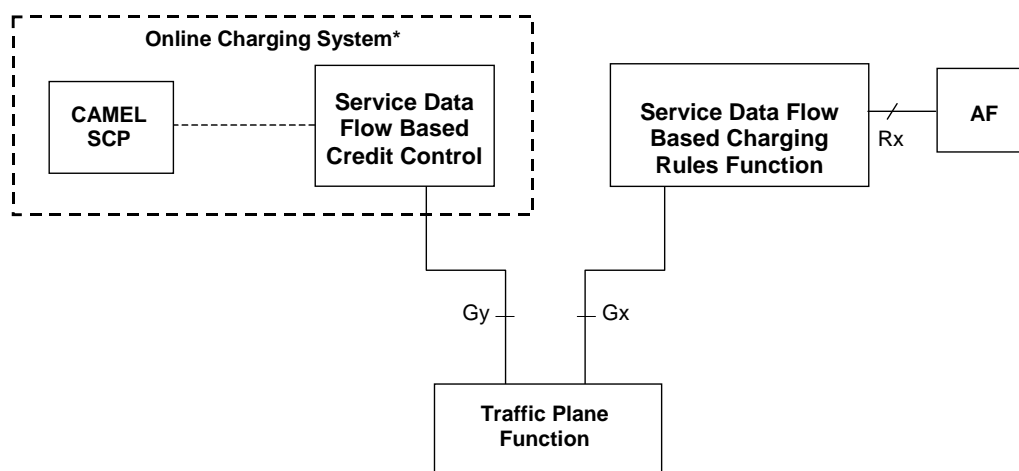 Online Charging System*
CAMEL
SCP
Service Data
Flow Based
Credit Control
Service Data Flow
Based Charging
Rules Function
Rx
AF
Gy
Gx
Traffic Plane
Function